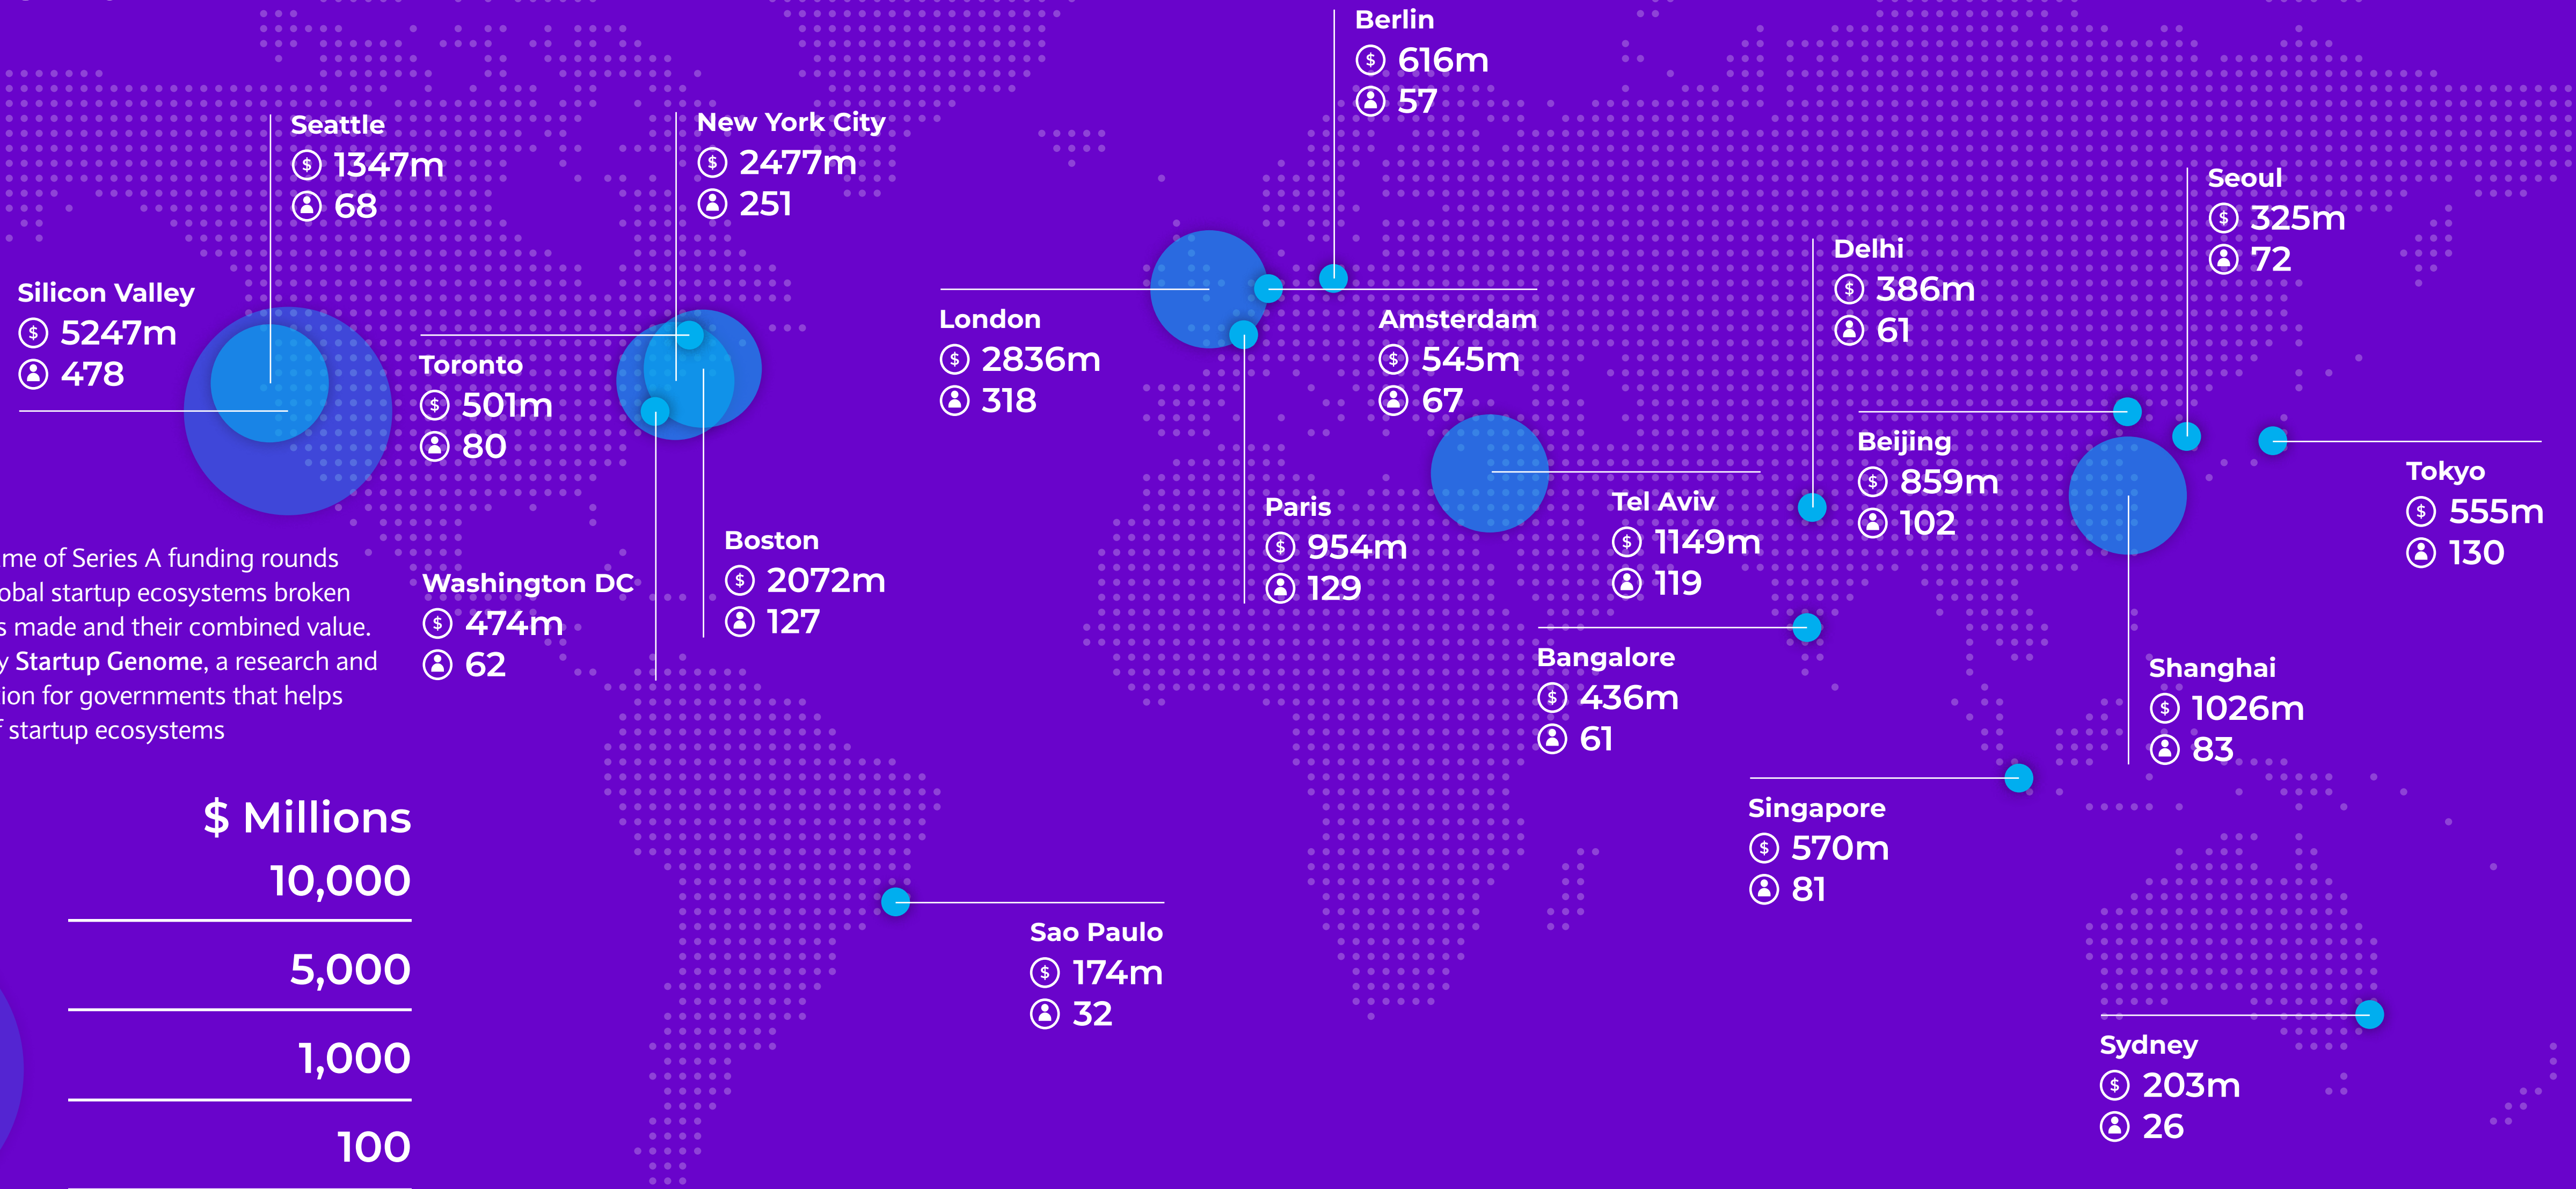 Berlin
$ 616m
57
Seattle
$ 1347m
68
New York City
$ 2477m
251
Seoul
$ 325m
72
Delhi
$ 386m
61
Silicon Valley
$ 5247m
478
London
$ 2836m
318
Amsterdam
$ 545m
67
Toronto
$ 501m
80
Beijing
$ 859m
102
Tokyo
$ 555m
130
Tel Aviv
$ 1149m
119
Paris
$ 954m
129
Boston
$ 2072m
127
Washington DC
$ 474m
62
of Series A funding rounds
startup ecosystems broken
made and their combined value.
Startup Genome, a research and
for governments that helps
startup ecosystems
Bangalore
$ 436m
61
Shanghai
$ 1026m
83
Singapore
$ 570m
81
$ Millions
10,000
5,000
1,000
100
Sao Paulo
$ 174m
32
Sydney
$ 203m
26